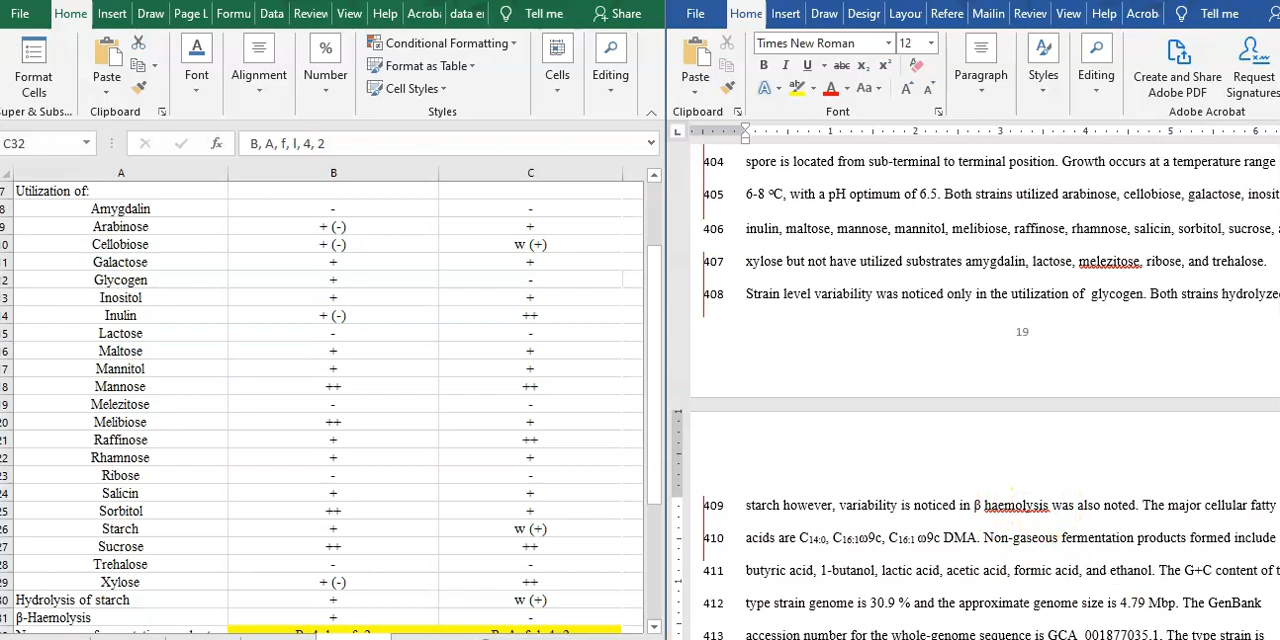 File Home Insert Draw Page L Formu Data Review View Help Acroba data en Tell me Share
Format Cells
Paste
Font
Alignment
%
Number
Conditional Formatting
Format as Table
Cell Styles
Cells
Editing
Clipboard
Styles
C32
fx
B, A, f, l, 4, 2
A B C
Utilization of:
Amygdalin - -
Arabinose + (-) +
Cellobiose + (-) w (+)
Galactose + +
Glycogen + -
Inositol + +
Inulin + (-) ++
Lactose - -
Maltose + +
Mannitol + +
Mannose ++ ++
Melezitose - -
Melibiose ++ +
Raffinose + ++
Rhamnose + +
Ribose - -
Salicin + +
Sorbitol ++ +
Starch + w (+)
Sucrose ++ ++
Trehalose - -
Xylose + (-) ++
Hydrolysis of starch + w (+)
β-Haemolysis + -
File Home Insert Draw Desigr Layou Refere Mailin Review View Help Acrob Tell me
Paste
Times New Roman 12
B I U abc x₂ x²
A A Aa A A
Paragraph
Styles
Editing
Create and Share Adobe PDF
Request Signatures
Clipboard
Font
Adobe Acrobat
1 2 3 4 5 6
404 spore is located from sub-terminal to terminal position. Growth occurs at a temperature range
405 6-8 ºC, with a pH optimum of 6.5. Both strains utilized arabinose, cellobiose, galactose, inosit
406 inulin, maltose, mannose, mannitol, melibiose, raffinose, rhamnose, salicin, sorbitol, sucrose, a
407 xylose but not have utilized substrates amygdalin, lactose, melezitose, ribose, and trehalose.
408 Strain level variability was noticed only in the utilization of glycogen. Both strains hydrolyzed
19
409 starch however, variability is noticed in β haemolysis was also noted. The major cellular fatty
410 acids are C14:0, C16:1ω9c, C16:1 ω9c DMA. Non-gaseous fermentation products formed include
411 butyric acid, 1-butanol, lactic acid, acetic acid, formic acid, and ethanol. The G+C content of t
412 type strain genome is 30.9 % and the approximate genome size is 4.79 Mbp. The GenBank
413 accession number for the whole-genome sequence is GCA_001877035.1. The type strain is